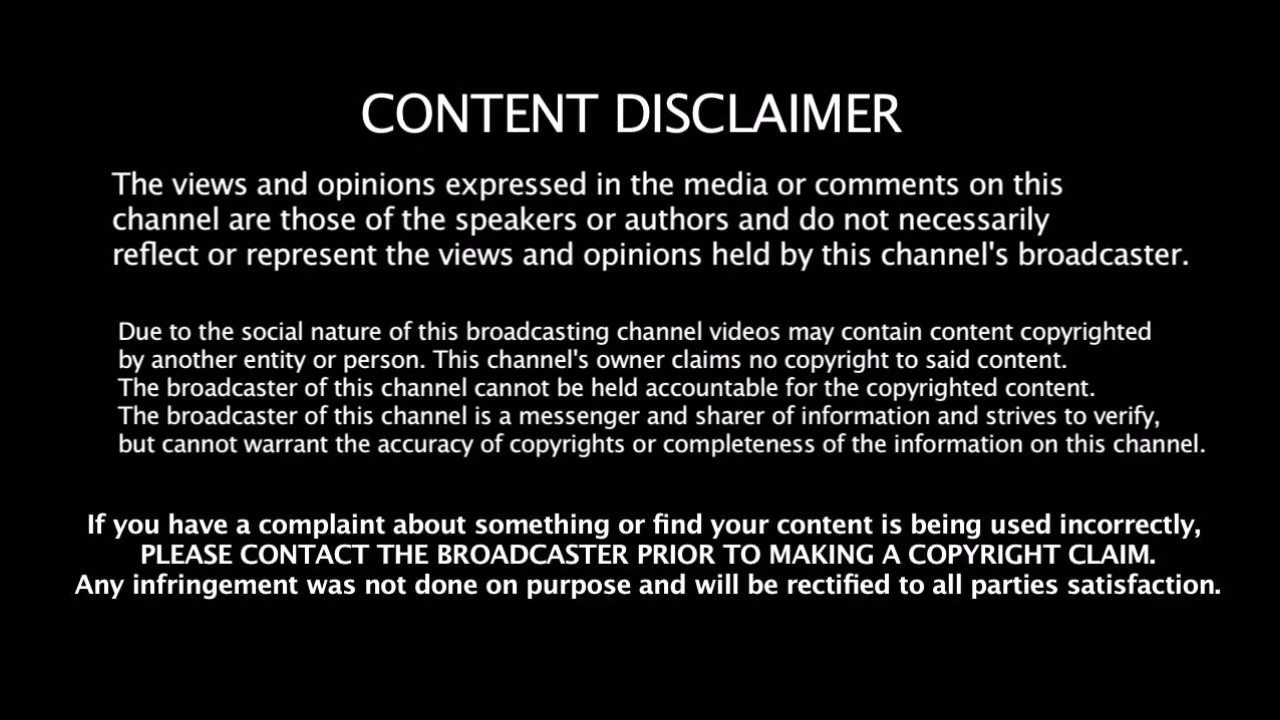 CONTENT DISCLAIMER
The views and opinions expressed in the media or comments on this
channel are those of the speakers or authors and do not necessarily
reflect or represent the views and opinions held by this channel's broadcaster.
Due to the social nature of this broadcasting channel videos may contain content copyrighted
by another entity or person. This channel's owner claims no copyright to said content.
The broadcaster of this channel cannot be held accountable for the copyrighted content.
The broadcaster of this channel is a messenger and sharer of information and strives to verify,
but cannot warrant the accuracy of copyrights or completeness of the information on this channel.
If you have a complaint about something or find your content is being used incorrectly,
PLEASE CONTACT THE BROADCASTER PRIOR TO MAKING A COPYRIGHT CLAIM.
Any infringement was not done on purpose and will be rectified to all parties satisfaction.